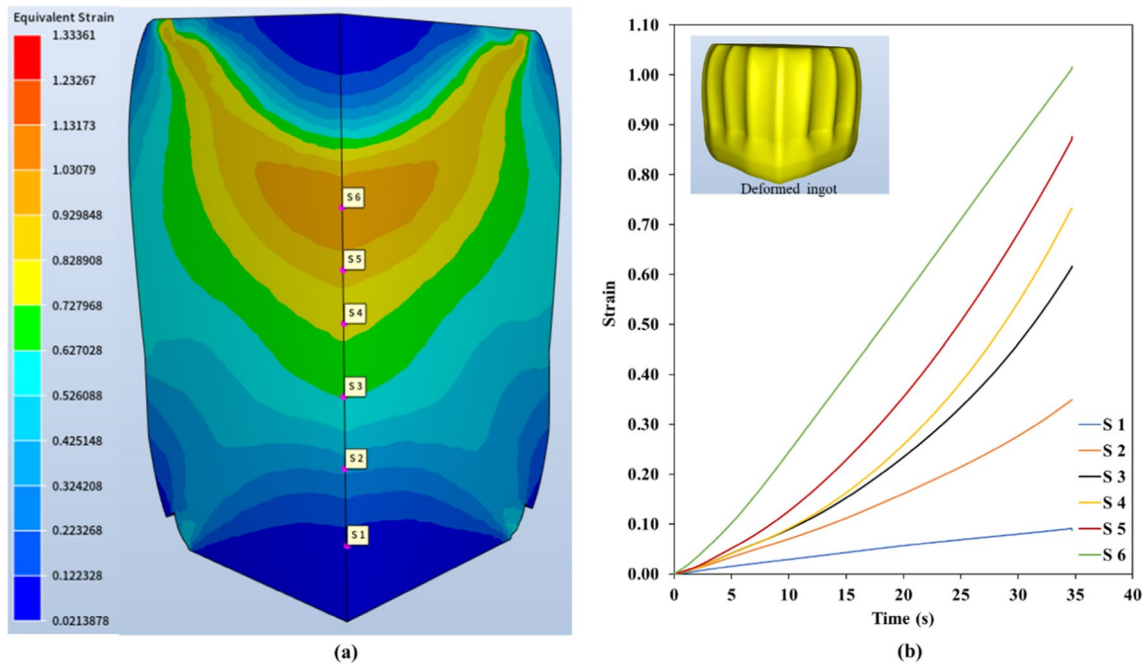 Equivalent Strain
1.33361
1.23267
1.13173
1.03079
0.929848
0.828908
0.727968
0.627028
0.526088
0.425148
0.324208
0.223268
0.122328
0.0213878
S 6
S 5
S 4
S 3
S 2
S 1
(a)
1.10
1.00
0.90
0.80
0.70
0.60
0.50
0.40
0.30
0.20
0.10
0.00
Strain
Deformed ingot
S 1
S 2
S 3
S 4
S 5
S 6
0 5 10 15 20 25 30 35 40
Time (s)
(b)